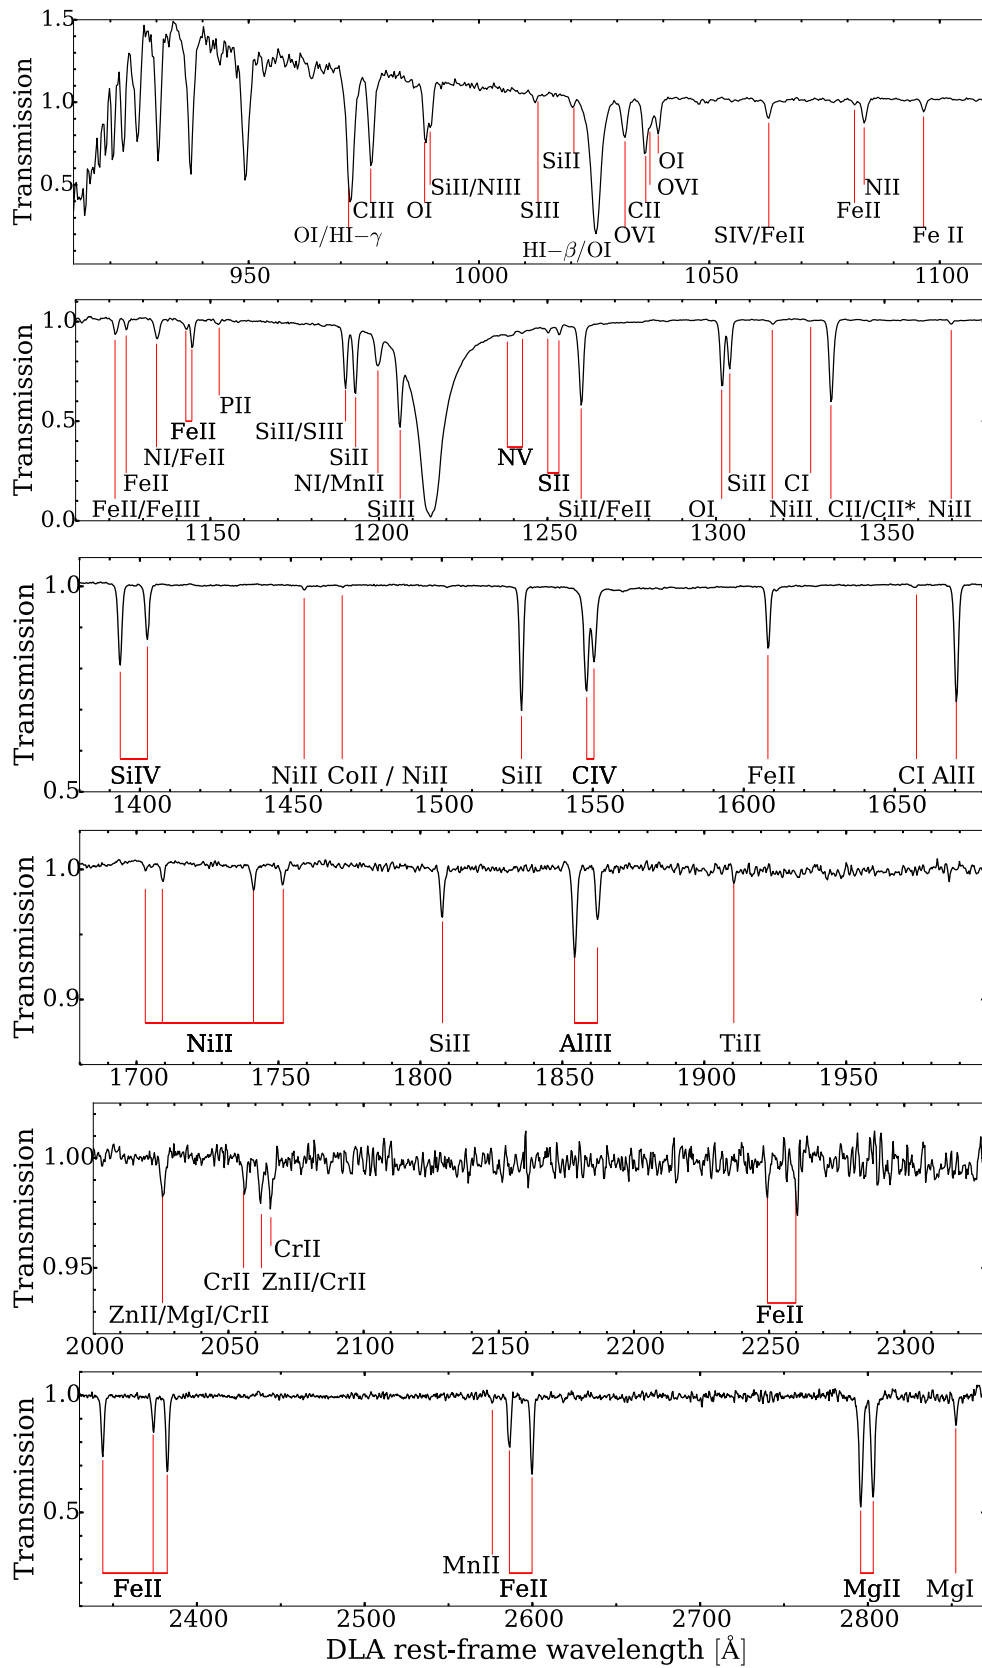 1.5
1.0
0.5
Transmission
SiII
OI
SiII/NIII
OVI
NII
CIII
OI
SIII
CII
FeII
OI/HI−γ
HI−β/OI
OVI
SIV/FeII
Fe II
950
1000
1050
1100
1.0
0.5
0.0
Transmission
PII
FeII
SiII/SIII
NI/FeII
SiII
NV
FeII
NI/MnII
SII
SiII
CI
FeII/FeIII
SiIII
SiII/FeII
OI
NiII
CII/CII*
NiII
1150
1200
1250
1300
1350
1.0
0.5
Transmission
SiIV
NiII
CoII / NiII
SiII
CIV
FeII
CI
AlII
1400
1450
1500
1550
1600
1650
1.0
0.9
Transmission
NiII
SiII
AlIII
TiII
1700
1750
1800
1850
1900
1950
1.00
0.95
Transmission
CrII
CrII
ZnII/CrII
ZnII/MgI/CrII
FeII
2000
2050
2100
2150
2200
2250
2300
1.0
0.5
Transmission
MnII
FeII
FeII
MgII
MgI
2400
2500
2600
2700
2800
DLA rest-frame wavelength [Å]